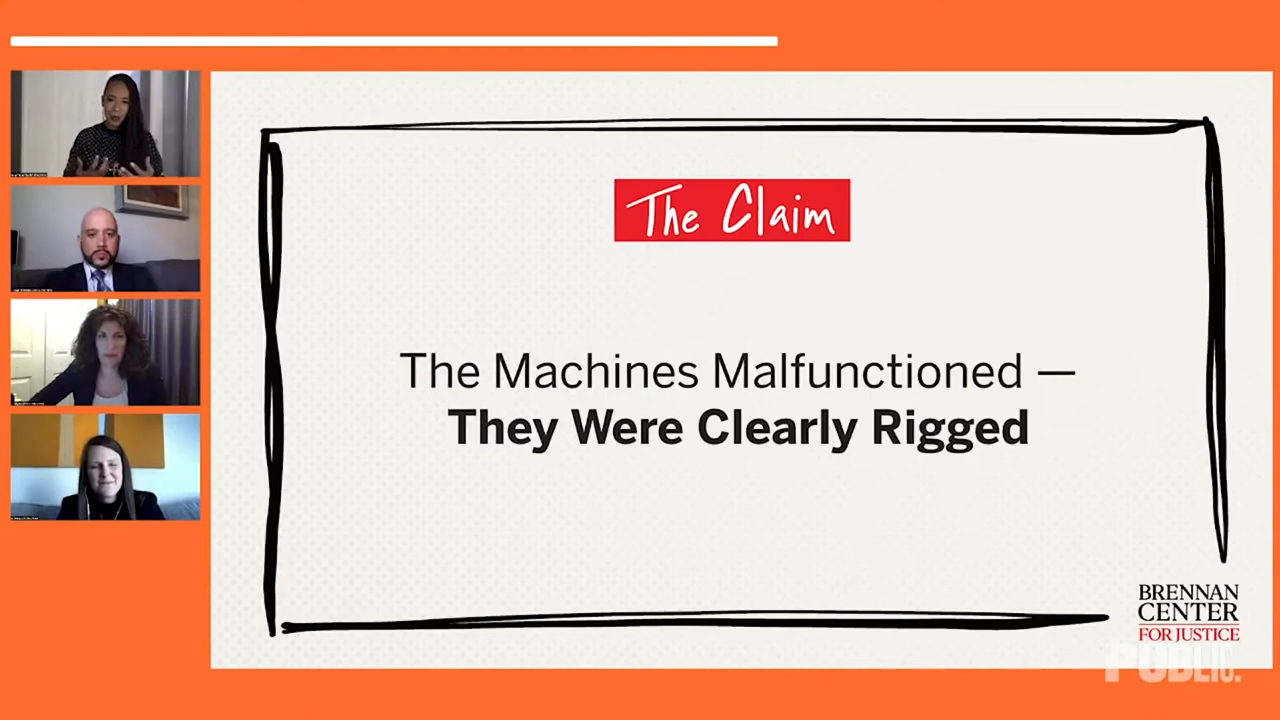 The Claim
The Machines Malfunctioned —
They Were Clearly Rigged
BRENNAN
CENTER
FOR JUSTICE
PUBLIC.